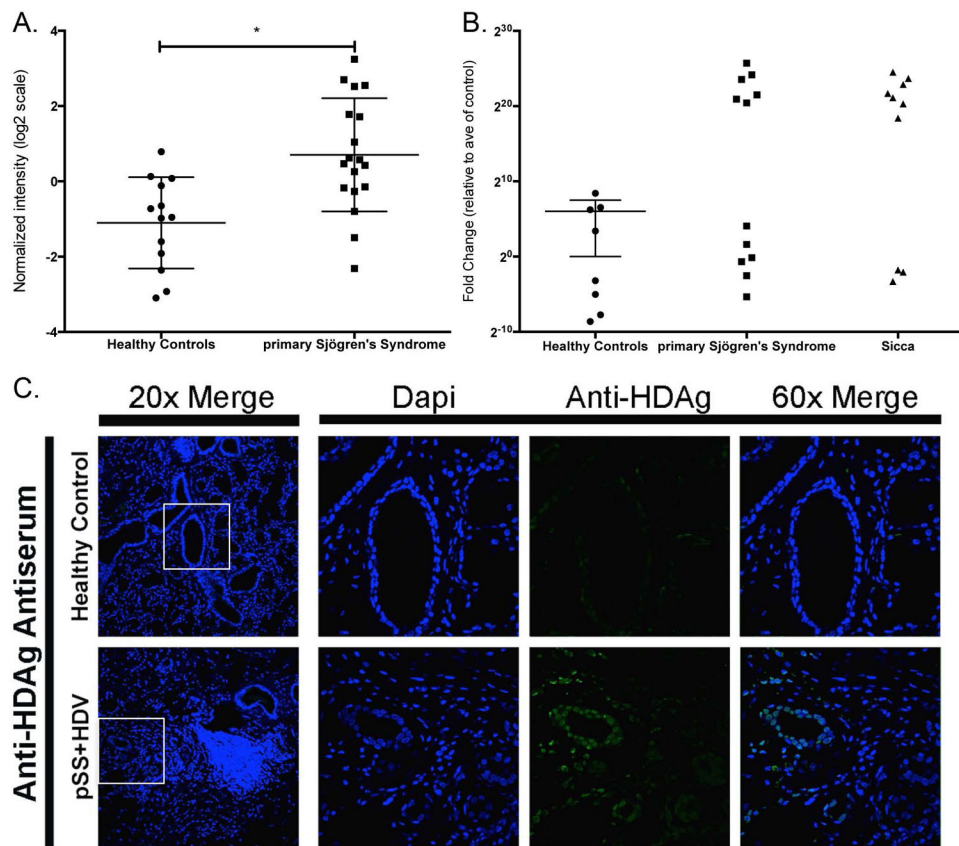 A.
*
Normalized intensity (log2 scale)
4
2
0
-2
-4
Healthy Controls
primary Sjögren's Syndrome
B.
Fold Change (relative to ave of control)
2^30
2^20
2^10
2^0
2^-10
Healthy Controls
primary Sjögren's Syndrome
Sicca
C.
20x Merge
Dapi
Anti-HDAg
60x Merge
Anti-HDAg Antiserum
Healthy Control
pSS+HDV